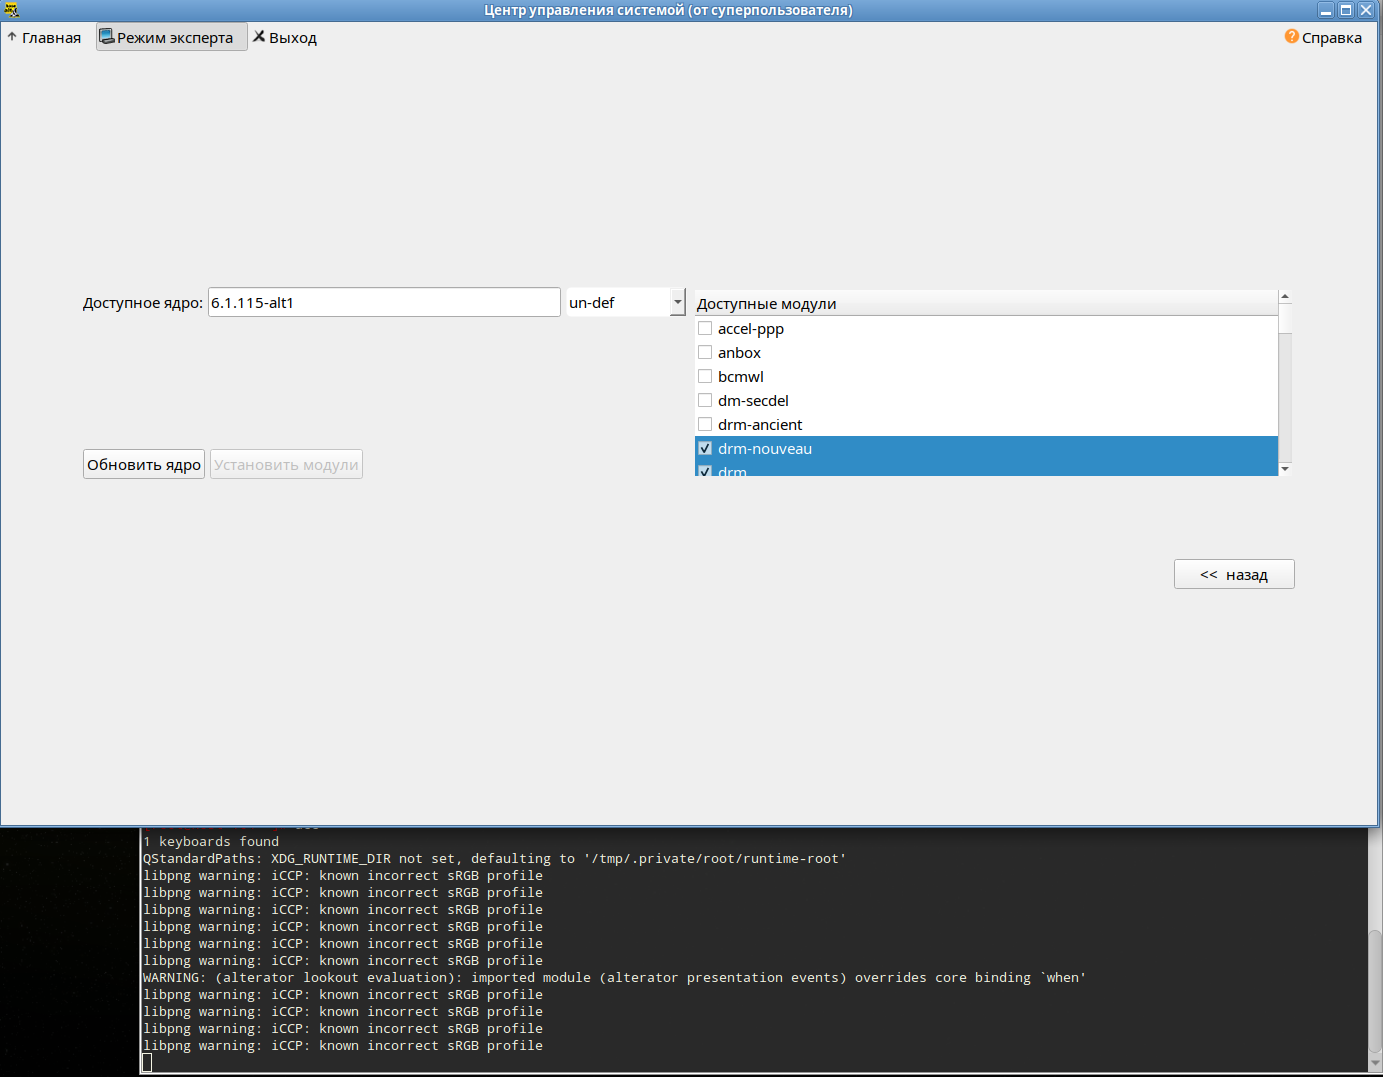 Центр управления системой (от суперпользователя)
Главная Режим эксперта Выход Справка
Доступное ядро: 6.1.115-alt1 un-def
Доступные модули
accel-ppp
anbox
bcmwl
dm-secdel
drm-ancient
drm-nouveau
drm
Обновить ядро Установить модули
<< назад
1 keyboards found
QStandardPaths: XDG_RUNTIME_DIR not set, defaulting to '/tmp/.private/root/runtime-root'
libpng warning: iCCP: known incorrect sRGB profile
libpng warning: iCCP: known incorrect sRGB profile
libpng warning: iCCP: known incorrect sRGB profile
libpng warning: iCCP: known incorrect sRGB profile
libpng warning: iCCP: known incorrect sRGB profile
libpng warning: iCCP: known incorrect sRGB profile
WARNING: (alterator lookout evaluation): imported module (alterator presentation events) overrides core binding `when'
libpng warning: iCCP: known incorrect sRGB profile
libpng warning: iCCP: known incorrect sRGB profile
libpng warning: iCCP: known incorrect sRGB profile
libpng warning: iCCP: known incorrect sRGB profile